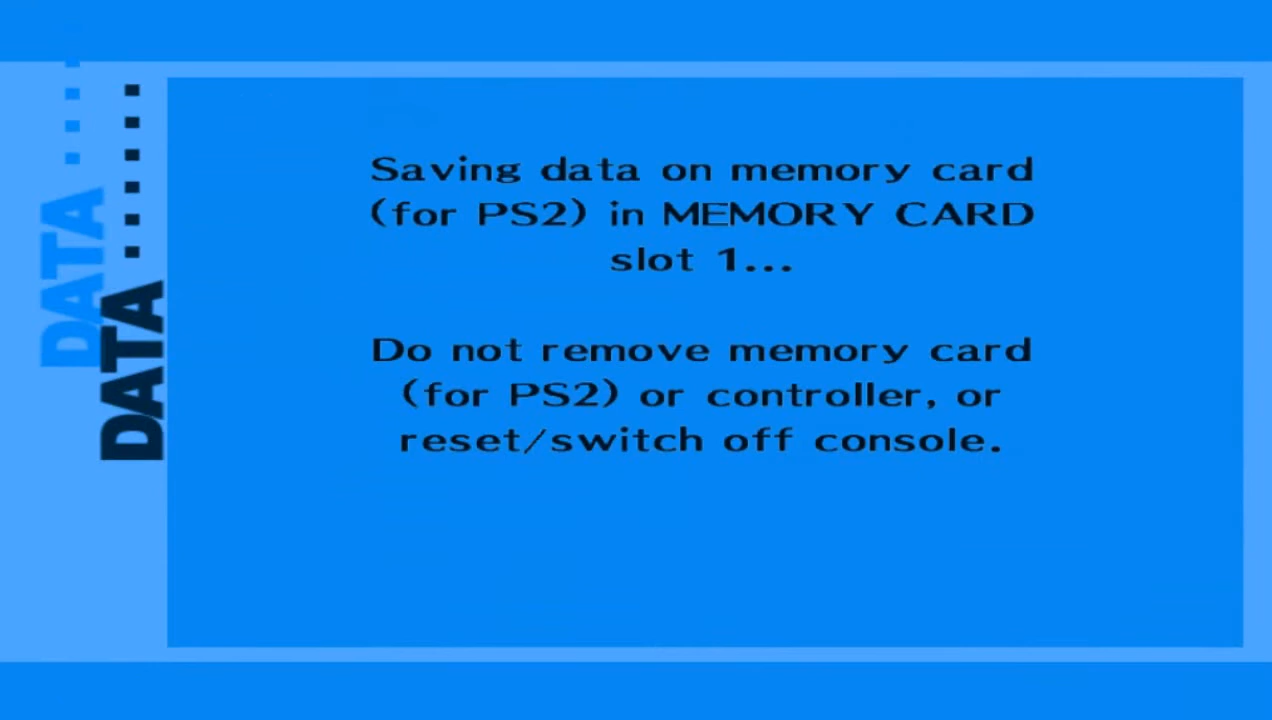 DATA
DATA
Saving data on memory card
(for PS2) in MEMORY CARD
slot 1...
Do not remove memory card
(for PS2) or controller, or
reset/switch off console.